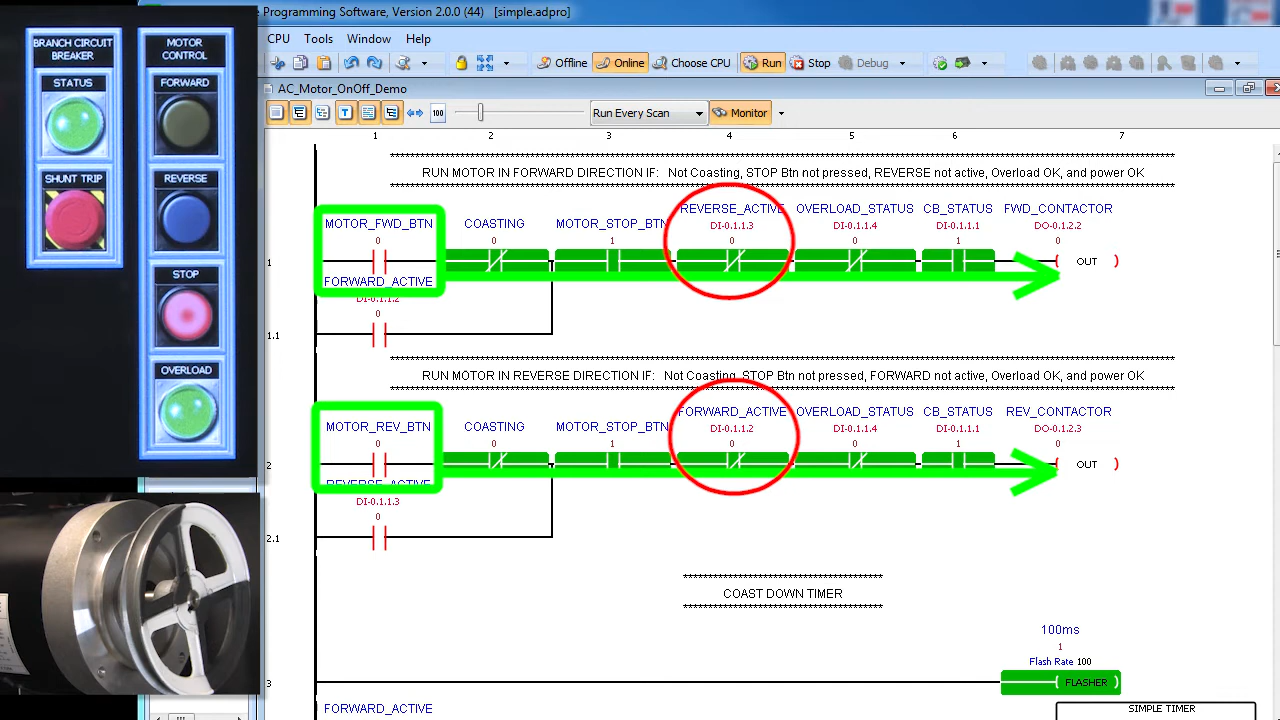 e Programming Software, Version 2.0.0 (44) [simple.adpro]
CPU Tools Window Help
Offline Online Choose CPU Run Stop Debug
AC_Motor_OnOff_Demo
100 Run Every Scan Monitor
1 2 3 4 5 6 7
BRANCH CIRCUIT
BREAKER
STATUS
SHUNT TRIP
MOTOR
CONTROL
FORWARD
REVERSE
STOP
OVERLOAD
******************************
RUN MOTOR IN FORWARD DIRECTION IF: Not Coasting, STOP Btn not pressed, REVERSE not active, Overload OK, and power OK
******************************
MOTOR_FWD_BTN COASTING MOTOR_STOP_BTN REVERSE_ACTIVE OVERLOAD_STATUS CB_STATUS FWD_CONTACTOR
DI-0.1.1.3 DI-0.1.1.4 DI-0.1.1.1 DO-0.1.2.2
0 0 1 0 0 1 0
1 OUT
FORWARD_ACTIVE
DI-0.1.1.2
0
1.1
******************************
RUN MOTOR IN REVERSE DIRECTION IF: Not Coasting, STOP Btn not pressed, FORWARD not active, Overload OK, and power OK
******************************
MOTOR_REV_BTN COASTING MOTOR_STOP_BTN FORWARD_ACTIVE OVERLOAD_STATUS CB_STATUS REV_CONTACTOR
DI-0.1.1.2 DI-0.1.1.4 DI-0.1.1.1 DO-0.1.2.3
0 0 1 0 0 1 0
2 OUT
REVERSE_ACTIVE
DI-0.1.1.3
0
2.1
******************************
COAST DOWN TIMER
******************************
100ms
1
Flash Rate 100
3 FLASHER
FORWARD_ACTIVE
SIMPLE TIMER